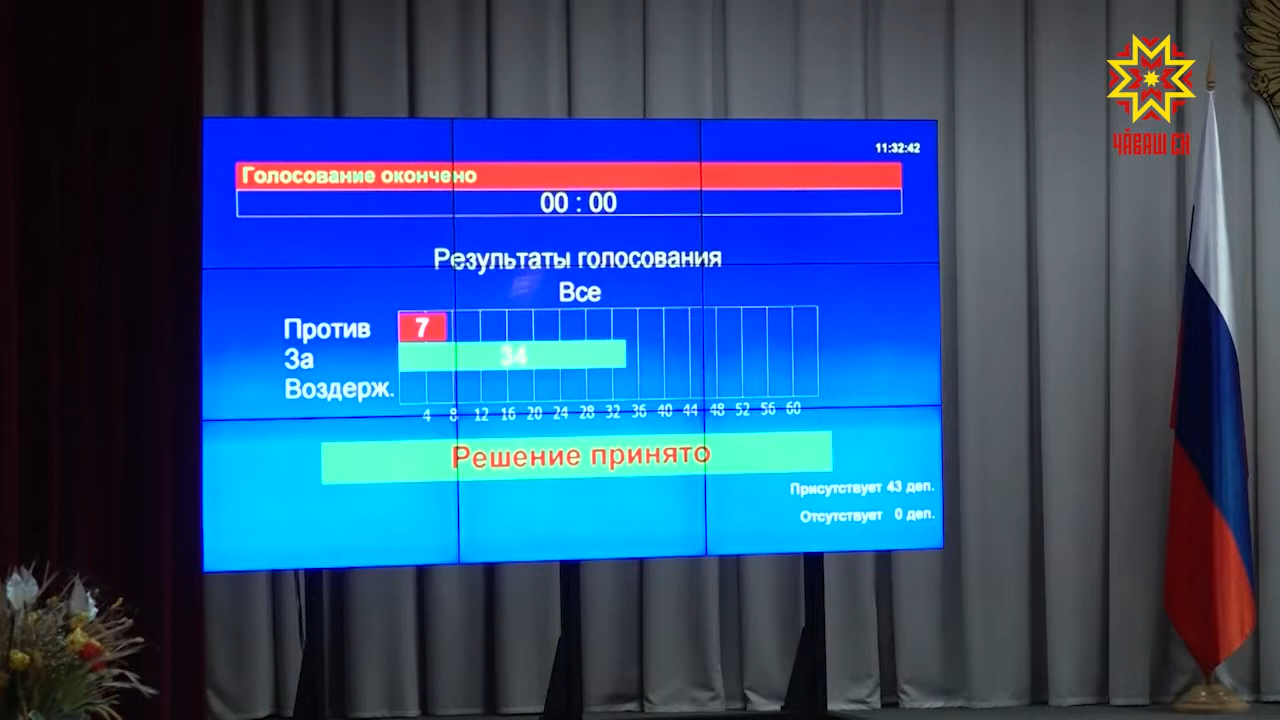 ЧӐВАШ ЕН
11:32:42
Голосование окончено
00 : 00
Результаты голосования
Все
Против 7
За 34
Воздерж.
4 8 12 16 20 24 28 32 36 40 44 48 52 56 60
Решение принято
Присутствует 43 деп.
Отсутствует 0 деп.